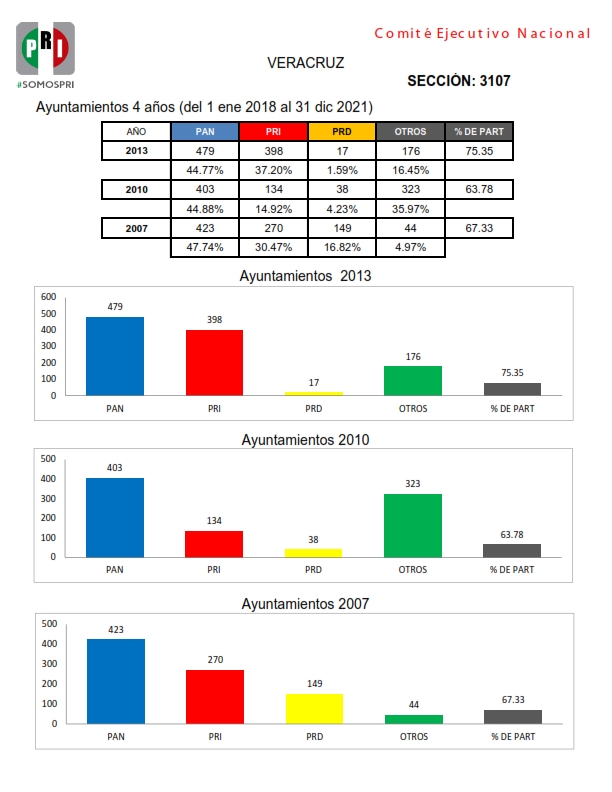 Comité Ejecutivo Nacional
PRI
#SOMOSPRI
VERACRUZ
SECCIÓN: 3107
Ayuntamientos 4 años (del 1 ene 2018 al 31 dic 2021)
AÑO PAN PRI PRD OTROS % DE PART
2013 479 398 17 176 75.35
44.77% 37.20% 1.59% 16.45%
2010 403 134 38 323 63.78
44.88% 14.92% 4.23% 35.97%
2007 423 270 149 44 67.33
47.74% 30.47% 16.82% 4.97%
Ayuntamientos 2013
600
500
400
300
200
100
0
479
398
17
176
75.35
PAN PRI PRD OTROS % DE PART
Ayuntamientos 2010
500
400
300
200
100
0
403
134
38
323
63.78
PAN PRI PRD OTROS % DE PART
Ayuntamientos 2007
500
400
300
200
100
0
423
270
149
44
67.33
PAN PRI PRD OTROS % DE PART